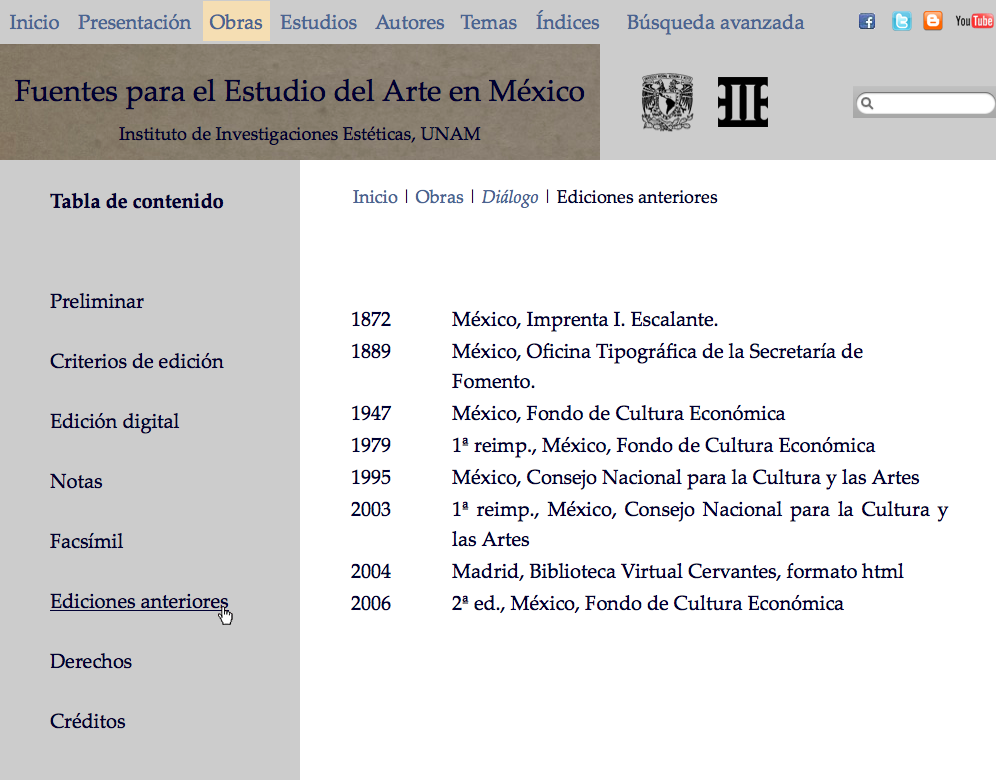 Inicio Presentación Obras Estudios Autores Temas Índices Búsqueda avanzada You Tube
Fuentes para el Estudio del Arte en México
Instituto de Investigaciones Estéticas, UNAM
Tabla de contenido
Preliminar
Criterios de edición
Edición digital
Notas
Facsímil
Ediciones anteriores
Derechos
Créditos
Inicio | Obras | Diálogo | Ediciones anteriores
1872 México, Imprenta I. Escalante.
1889 México, Oficina Tipográfica de la Secretaría de
Fomento.
1947 México, Fondo de Cultura Económica
1979 1ª reimp., México, Fondo de Cultura Económica
1995 México, Consejo Nacional para la Cultura y las Artes
2003 1ª reimp., México, Consejo Nacional para la Cultura y
las Artes
2004 Madrid, Biblioteca Virtual Cervantes, formato html
2006 2ª ed., México, Fondo de Cultura Económica